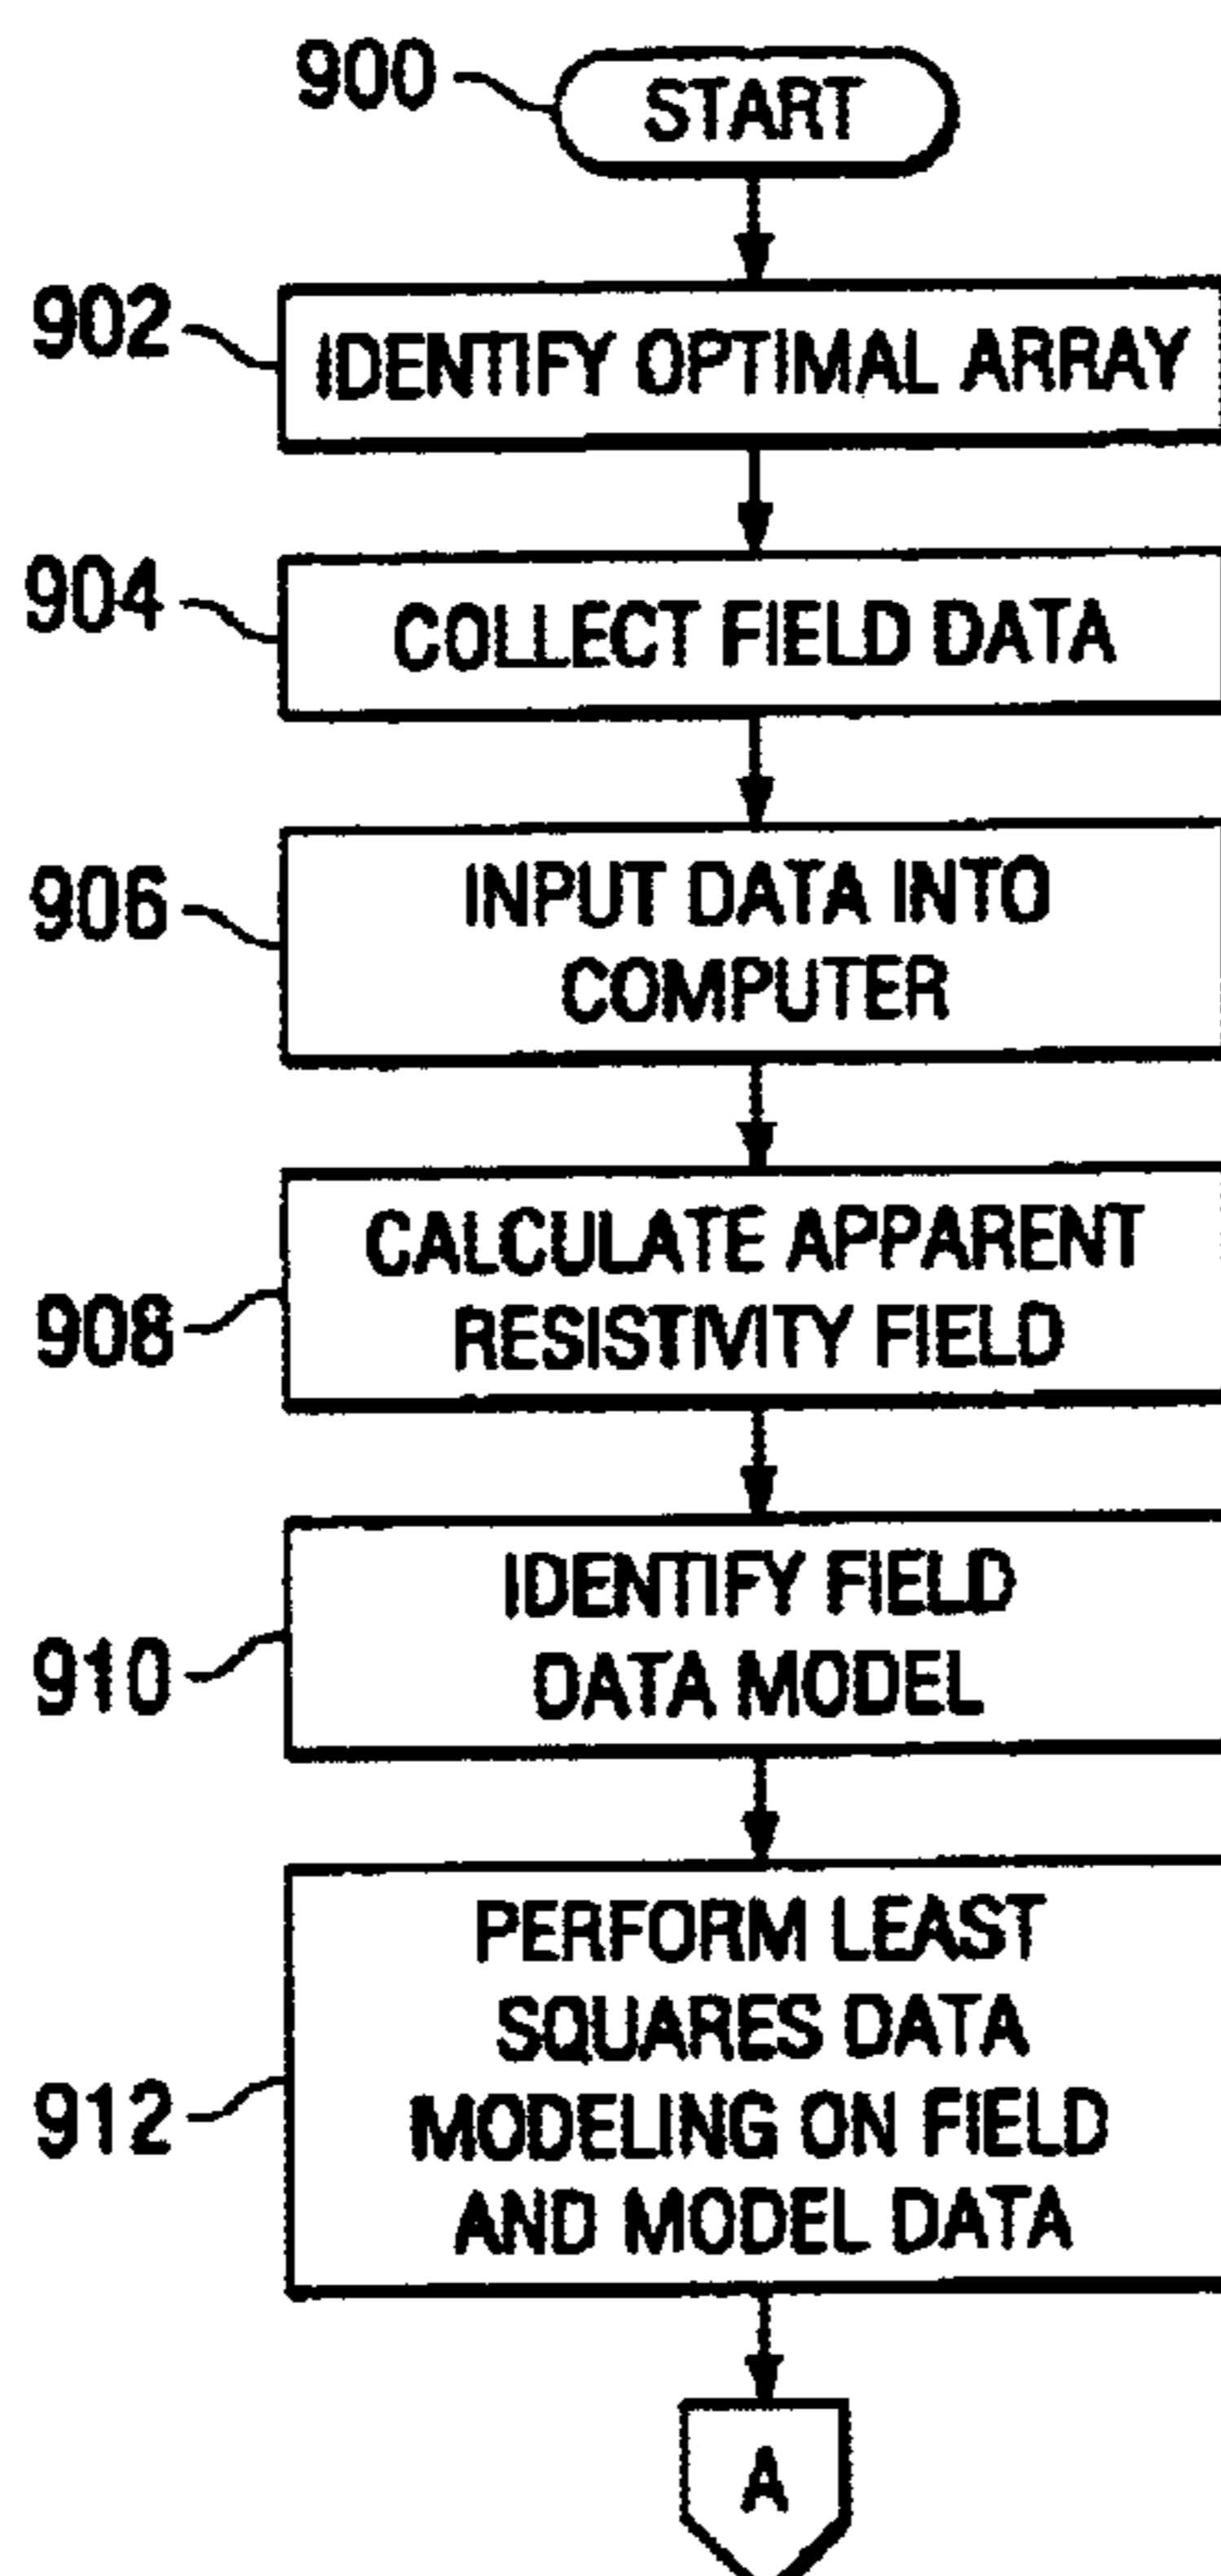 900
START
902
IDENTIFY OPTIMAL ARRAY
904
COLLECT FIELD DATA
906
INPUT DATA INTO
COMPUTER
908
CALCULATE APPARENT
RESISTIVITY FIELD
910
IDENTIFY FIELD
DATA MODEL
912
PERFORM LEAST
SQUARES DATA
MODELING ON FIELD
AND MODEL DATA
A